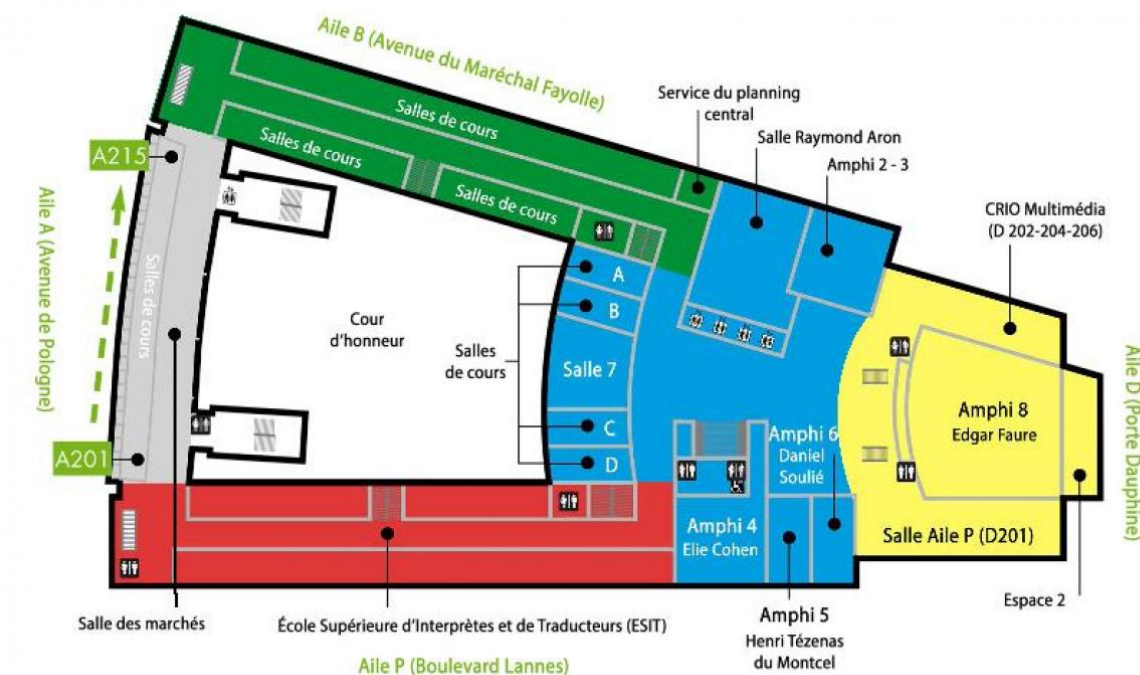 Aile B (Avenue du Maréchal Fayolle)
Service du planning
central
Salle Raymond Aron
Amphi 2 - 3
CRIO Multimédia
(D 202-204-206)
Salles de cours
Salles de cours
Salles de cours
A215
Aile A (Avenue de Pologne)
Salles de cours
A201
Cour
d'honneur
Salles
de cours
A
B
Salle 7
C
D
Amphi 6
Daniel
Soulié
Amphi 8
Edgar Faure
Aile D (Porte Dauphine)
Amphi 4
Elie Cohen
Salle Aile P (D201)
Espace 2
Salle des marchés
École Supérieure d'Interprètes et de Traducteurs (ESIT)
Amphi 5
Henri Tézenas
du Montcel
Aile P (Boulevard Lannes)